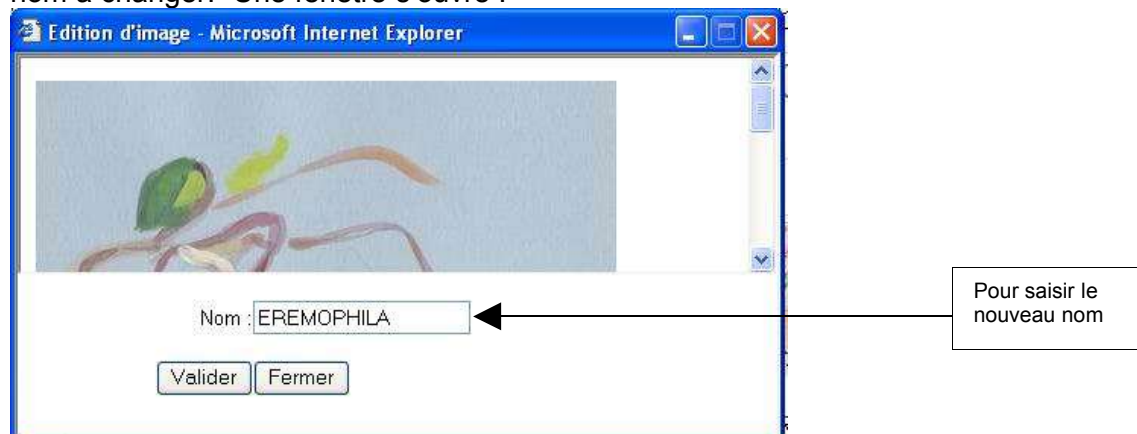 nom à changer. Une fenêtre s'ouvre :
Edition d'image - Microsoft Internet Explorer
Nom : EREMOPHILA
Pour saisir le
nouveau nom
Valider Fermer